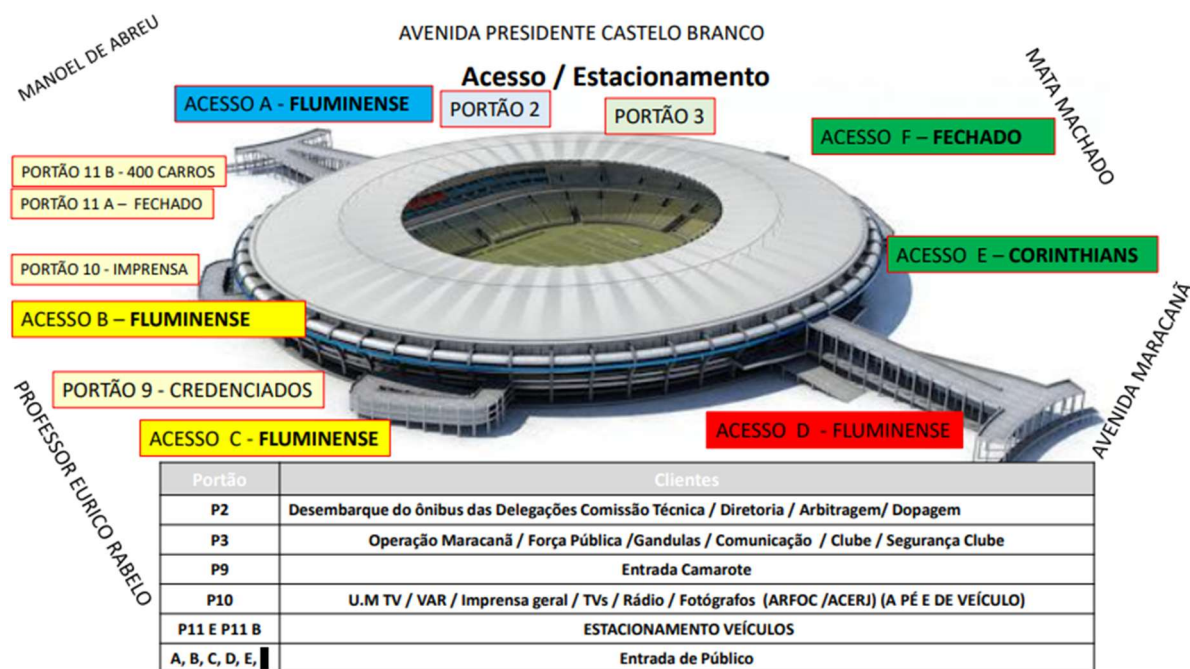 AVENIDA PRESIDENTE CASTELO BRANCO
MANOEL DE ABREU
MATA MACHADO
Acesso / Estacionamento
ACESSO A - FLUMINENSE
PORTÃO 2
PORTÃO 3
ACESSO F – FECHADO
PORTÃO 11 B - 400 CARROS
PORTÃO 11 A – FECHADO
ACESSO E – CORINTHIANS
PORTÃO 10 - IMPRENSA
ACESSO B – FLUMINENSE
AVENIDA MARACANÃ
PORTÃO 9 - CREDENCIADOS
PROFESSOR EURICO RABELO
ACESSO C - FLUMINENSE
ACESSO D - FLUMINENSE
Portão Clientes
P2 Desembarque do ônibus das Delegações Comissão Técnica / Diretoria / Arbitragem/ Dopagem
P3 Operação Maracanã / Força Pública /Gandulas / Comunicação / Clube / Segurança Clube
P9 Entrada Camarote
P10 U.M TV / VAR / Imprensa geral / TVs / Rádio / Fotógrafos (ARFOC /ACERJ) (A PÉ E DE VEÍCULO)
P11 E P11 B ESTACIONAMENTO VEÍCULOS
A, B, C, D, E, Entrada de Público